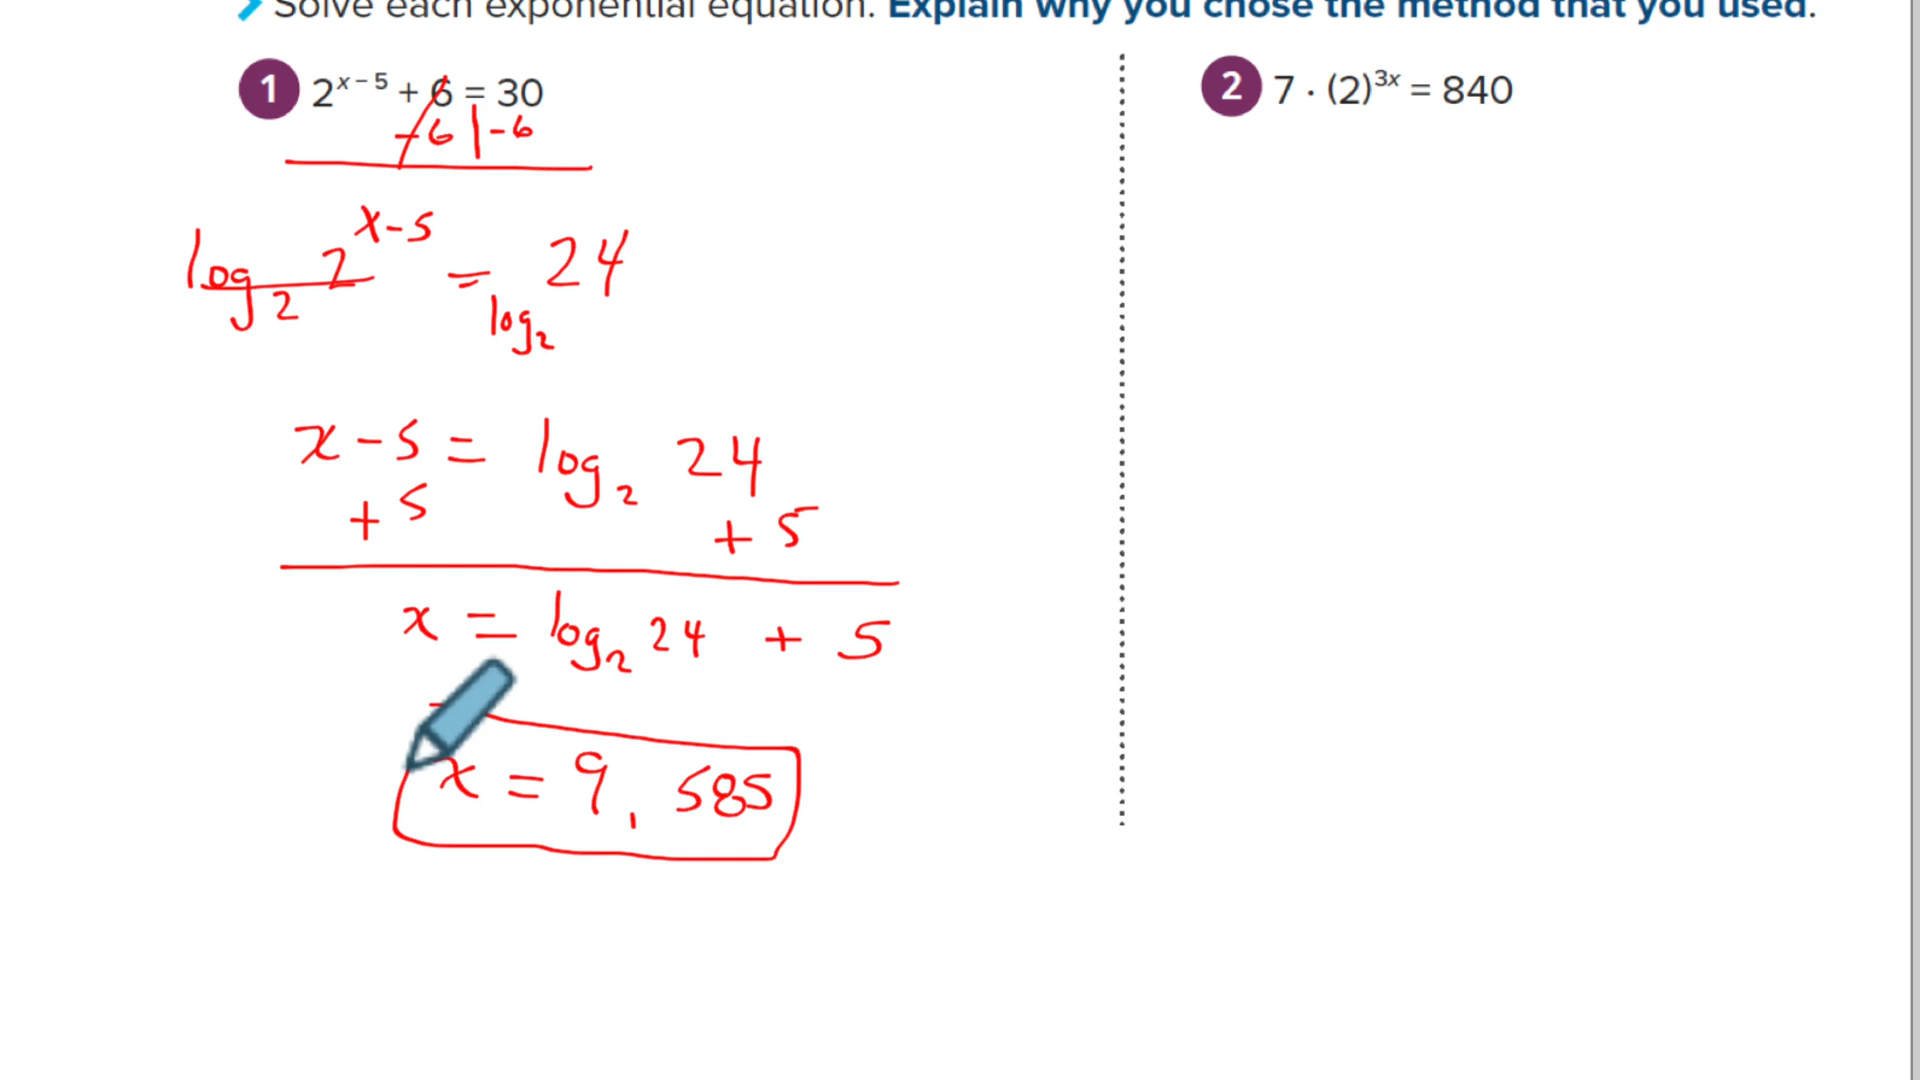 Solve each exponential equation. Explain why you chose the method that you used.
1 2^(x − 5) + 6 = 30
-6 | -6
log₂ 2^(x-5) = log₂ 24
x - 5 = log₂ 24
+ 5 + 5
x = log₂ 24 + 5
x = 9, 585
2 7 · (2)^(3x) = 840